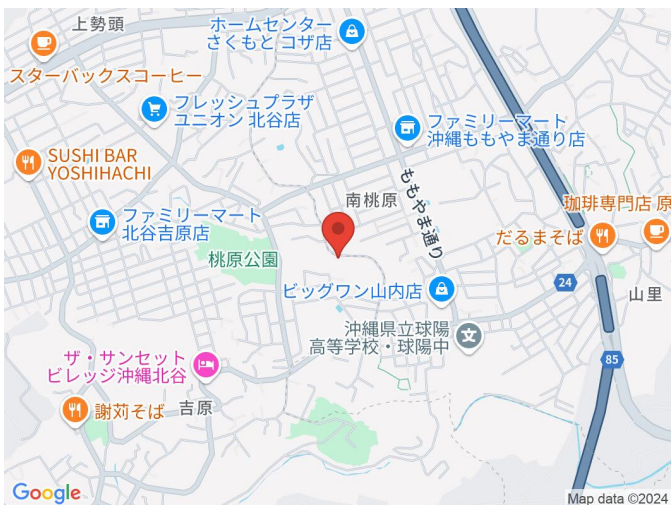 上勢頭
ホームセンター
さくもと コザ店
スターバックスコーヒー
フレッシュプラザ
ユニオン 北谷店
ファミリーマート
沖縄ももやま通り店
SUSHI BAR
YOSHIHACHI
南桃原
ももやま通り
珈琲専門店 原
ファミリーマート
北谷吉原店
だるまそば
桃原公園
ビッグワン山内店
24
山里
沖縄県立球陽
高等学校・球陽中
ザ・サンセット
ビレッジ沖縄北谷
85
吉原
謝苅そば
Google
Map data ©2024